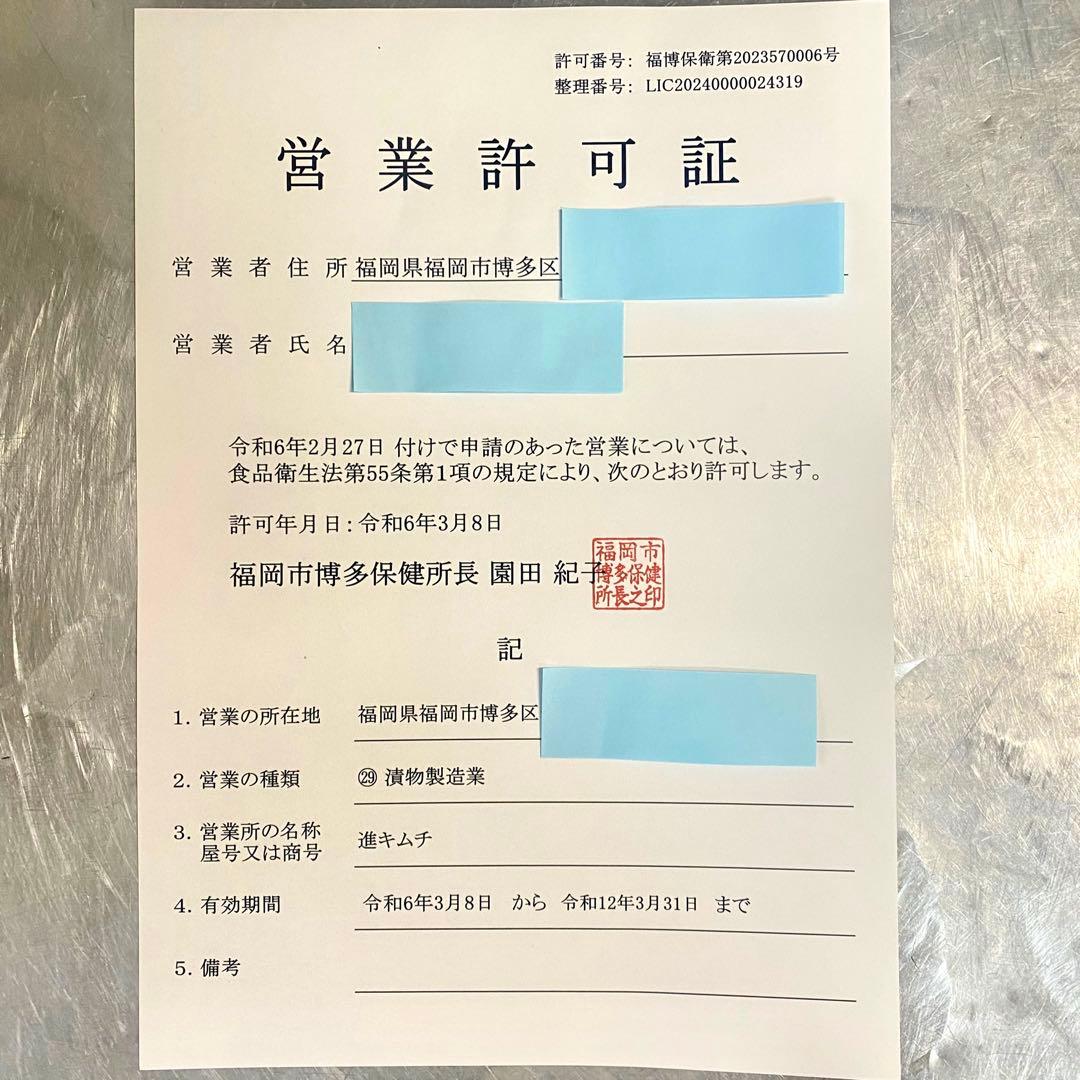 許可番号： 福博保衛第2023570006号
整理番号： LIC20240000024319
営業許可証
営業者住所 福岡県福岡市博多区
営業者氏名
令和6年2月27日 付けで申請のあった営業については、
食品衛生法第55条第1項の規定により、次のとおり許可します。
許可年月日：令和6年3月8日
福岡市博多保健所長 園田 紀子
福岡市
博多保健
所長之印
記
1. 営業の所在地 福岡県福岡市博多区
2. 営業の種類 ㉙ 漬物製造業
3. 営業所の名称 進キムチ
屋号又は商号
4. 有効期間 令和6年3月8日 から 令和12年3月31日 まで
5. 備考